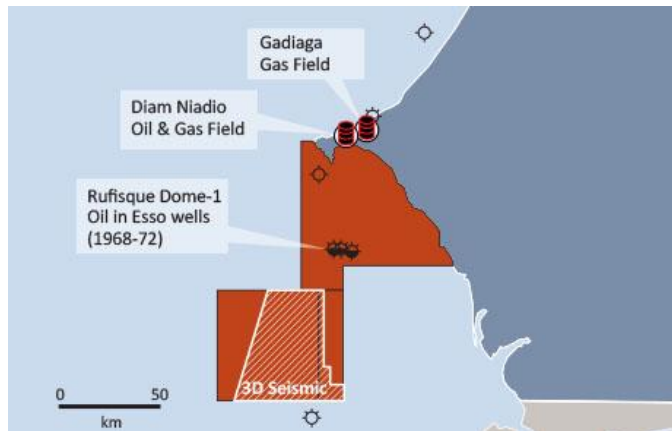 Gadiaga
Gas Field
Diam Niadio
Oil & Gas Field
Rufisque Dome-1
Oil in Esso wells
(1968-72)
3D Seismic
0 50
km